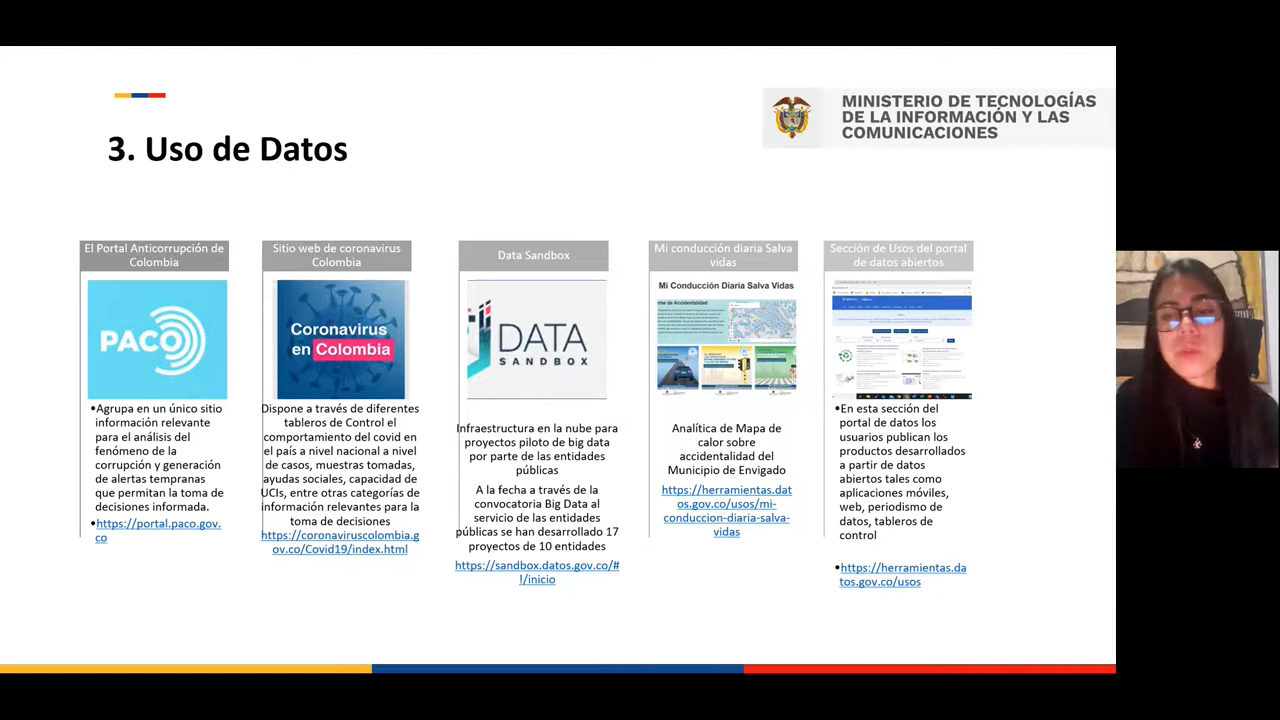 MINISTERIO DE TECNOLOGÍAS
DE LA INFORMACIÓN Y LAS
COMUNICACIONES
3. Uso de Datos
El Portal Anticorrupción de
Colombia
PACO
•Agrupa en un único sitio
información relevante
para el análisis del
fenómeno de la
corrupción y generación
de alertas tempranas
que permitan la toma de
decisiones informada.
•https://portal.paco.gov.
co
Sitio web de coronavirus
Colombia
Coronavirus
en Colombia
Dispone a través de diferentes
tableros de Control el
comportamiento del covid en
el país a nivel nacional a nivel
de casos, muestras tomadas,
ayudas sociales, capacidad de
UCIs, entre otras categorías de
información relevantes para la
toma de decisiones
https://coronaviruscolombia.g
ov.co/Covid19/index.html
Data Sandbox
DATA
SANDBOX
Infraestructura en la nube para
proyectos piloto de big data
por parte de las entidades
públicas
A la fecha a través de la
convocatoria Big Data al
servicio de las entidades
públicas se han desarrollado 17
proyectos de 10 entidades
https://sandbox.datos.gov.co/#
!/inicio
Mi conducción diaria Salva
vidas
Mi Conducción Diaria Salva Vidas
me de Accidentalidad
Analítica de Mapa de
calor sobre
accidentalidad del
Municipio de Envigado
https://herramientas.dat
os.gov.co/usos/mi-
conduccion-diaria-salva-
vidas
Sección de Usos del portal
de datos abiertos
•En esta sección del
portal de datos los
usuarios publican los
productos desarrollados
a partir de datos
abiertos tales como
aplicaciones móviles,
web, periodismo de
datos, tableros de
control
•https://herramientas.da
tos.gov.co/usos